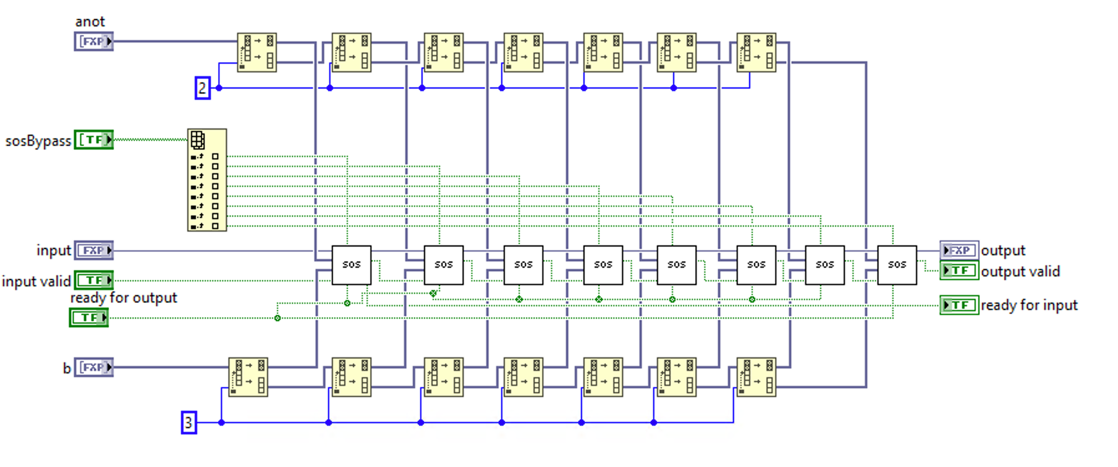 anot
[FXP]
2
sosBypass
[TF]
input
FXP
sos sos sos sos sos sos sos sos
FXP
output
input valid
TF
TF
output valid
ready for output
TF
TF
ready for input
b
[FXP]
3